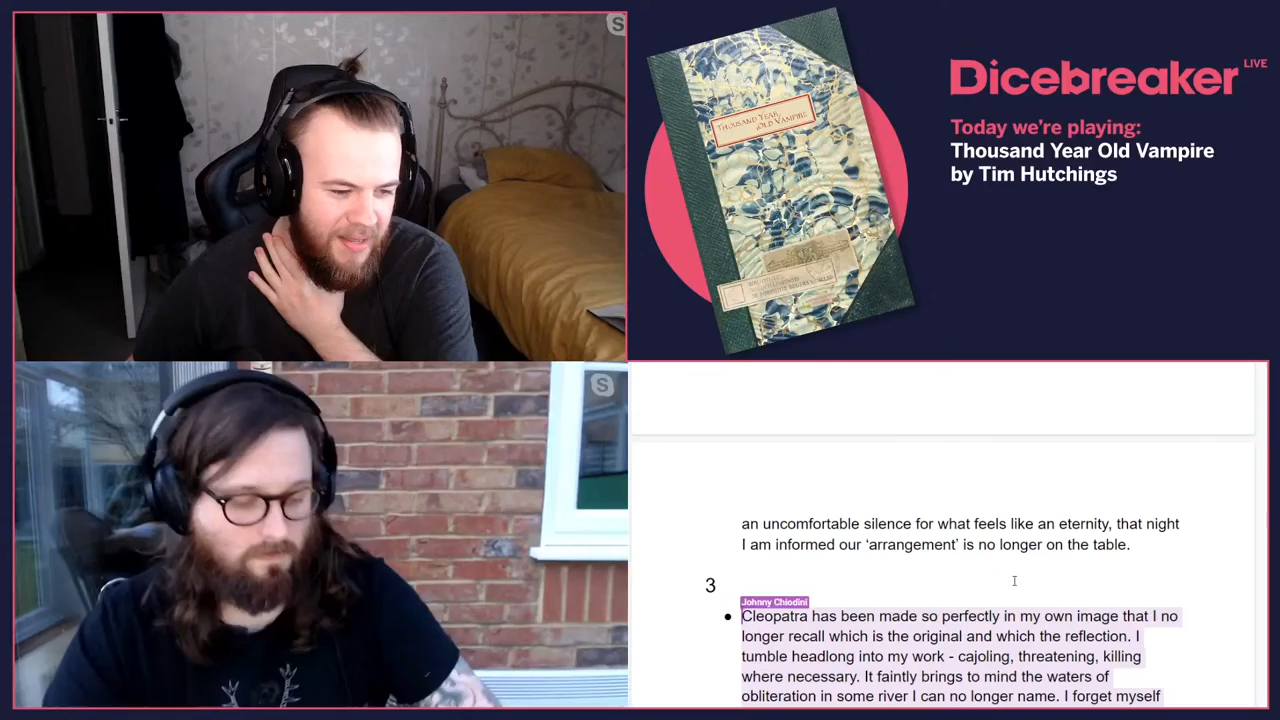 Dicebreaker LIVE
Today we're playing:
Thousand Year Old Vampire
by Tim Hutchings
THOUSAND YEAR
OLD VAMPIRE
S
S
an uncomfortable silence for what feels like an eternity, that night
I am informed our ‘arrangement’ is no longer on the table.
3
Johnny Chiodini
● Cleopatra has been made so perfectly in my own image that I no
longer recall which is the original and which the reflection. I
tumble headlong into my work - cajoling, threatening, killing
where necessary. It faintly brings to mind the waters of
obliteration in some river I can no longer name. I forget myself